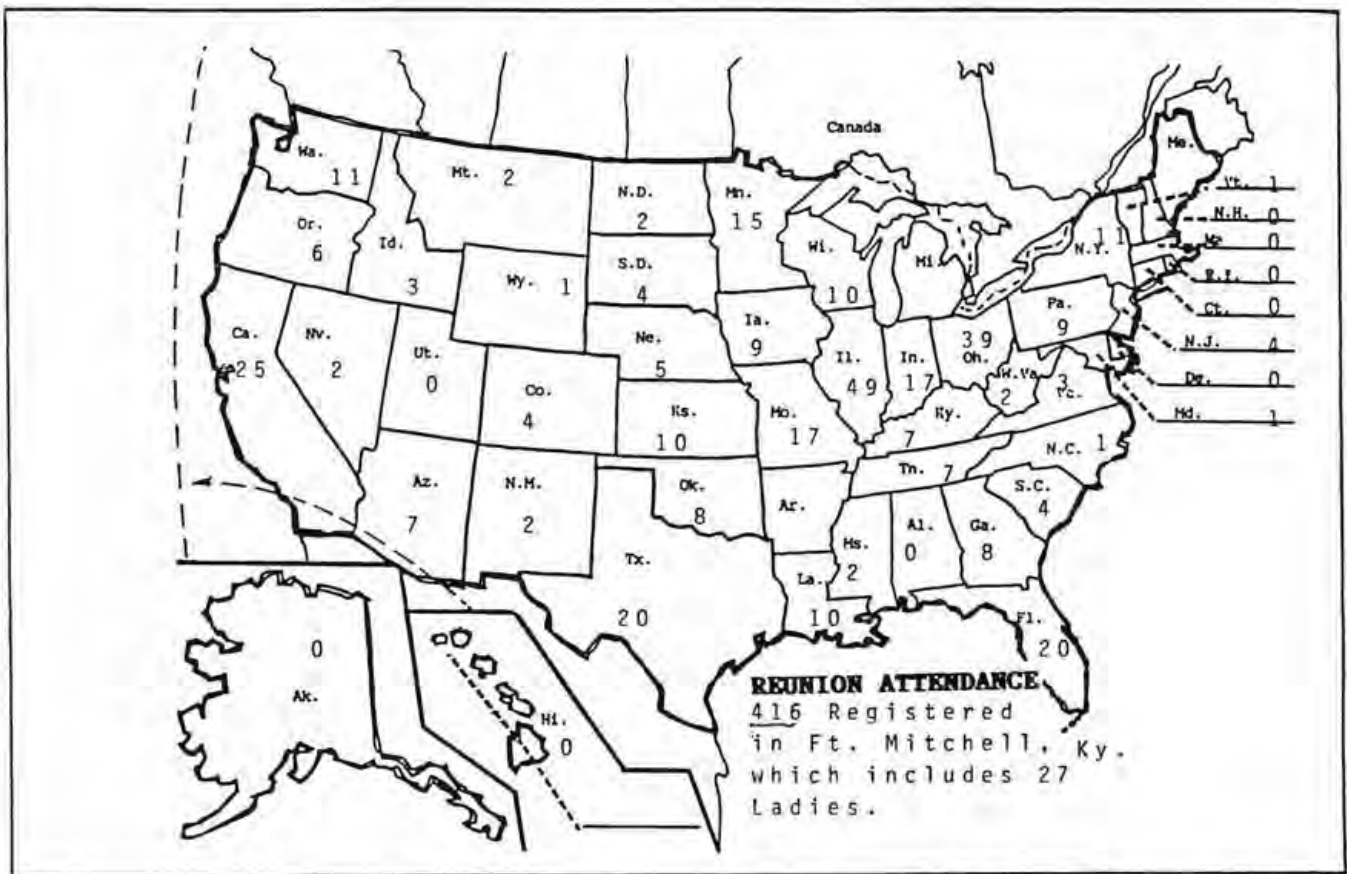 Canada
Wa.
11
Or.
6
Ca.
25
Nv.
2
Id.
3
Mt. 2
Wy. 1
Ut.
0
Co.
4
Az.
7
N.M.
2
N.D.
2
S.D.
4
Ne.
5
Ks.
10
Ok.
8
Tx.
20
Mn.
15
Ia.
9
Mo.
17
Ar.
La.
10
Wi.
10
Il.
49
Mi
In.
17
39
Oh.
Ky.
7
Tn. 7
Ms.
2
Al.
0
Ga.
8
Fl.
20
S.C.
4
N.C. 1
W.Va
2
3
Pa.
9
11
N.Y.
Me.
Vt. 1
N.H. 0
0
R.I. 0
Ct. 0
N.J. 4
De. 0
Md. 1
0
Ak.
Hi.
0
REUNION ATTENDANCE
416 Registered
in Ft. Mitchell, Ky.
which includes 27
Ladies.